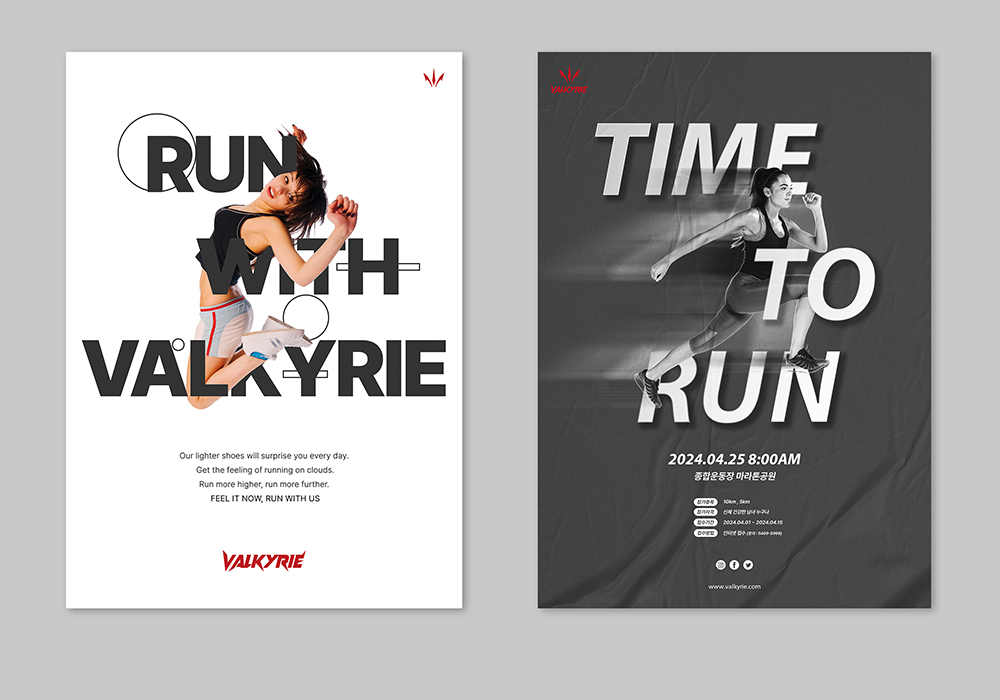 RUN
WITH
VALKYRIE
Our lighter shoes will surprise you every day.
Get the feeling of running on clouds.
Run more higher, run more further.
FEEL IT NOW, RUN WITH US
VALKYRIE
VALKYRIE
TIME
TO
RUN
2024.04.25 8:00AM
종합운동장 마라톤공원
참가종목 10km , 5km
참가자격 신체 건강한 남녀 누구나
접수기간 2024.04.01 ~ 2024.04.15
접수방법 인터넷 접수 (문의 : 5469-6969)
www.valkyrie.com